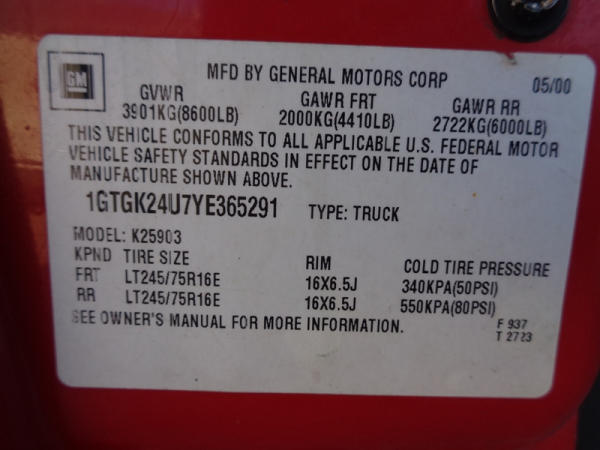 GM
MFD BY GENERAL MOTORS CORP 05/00
GVWR GAWR FRT GAWR RR
3901KG(8600LB) 2000KG(4410LB) 2722KG(6000LB)
THIS VEHICLE CONFORMS TO ALL APPLICABLE U.S. FEDERAL MOTOR
VEHICLE SAFETY STANDARDS IN EFFECT ON THE DATE OF
MANUFACTURE SHOWN ABOVE.
1GTGK24U7YE365291 TYPE: TRUCK
MODEL: K25903
KPND TIRE SIZE RIM COLD TIRE PRESSURE
FRT LT245/75R16E 16X6.5J 340KPA(50PSI)
RR LT245/75R16E 16X6.5J 550KPA(80PSI)
SEE OWNER'S MANUAL FOR MORE INFORMATION. F 937
T 2723